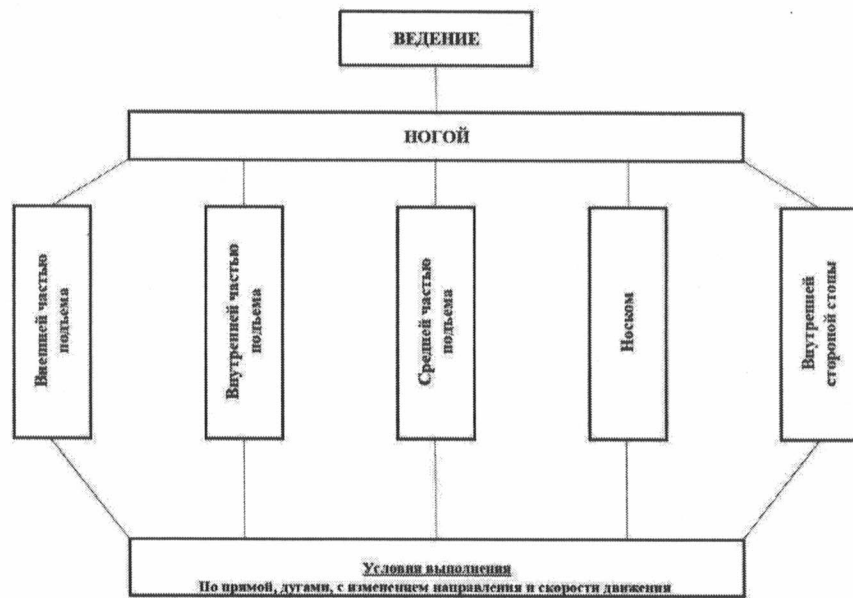 ВЕДЕНИЕ
НОГОЙ
Внешней частью
подъема
Внутренней частью
подъема
Средней частью
подъема
Носком
Внутренней
стороной стопы
Условия выполнения
По прямой, дугами, с изменением направления и скорости движения